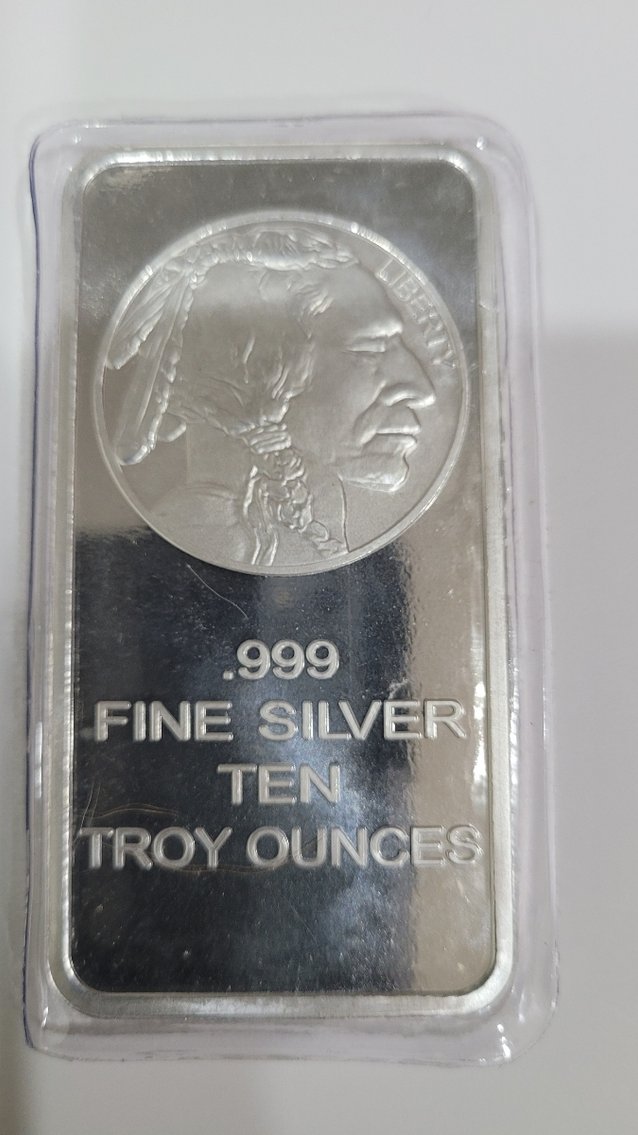 LIBERTY
.999
FINE SILVER
TEN
TROY OUNCES